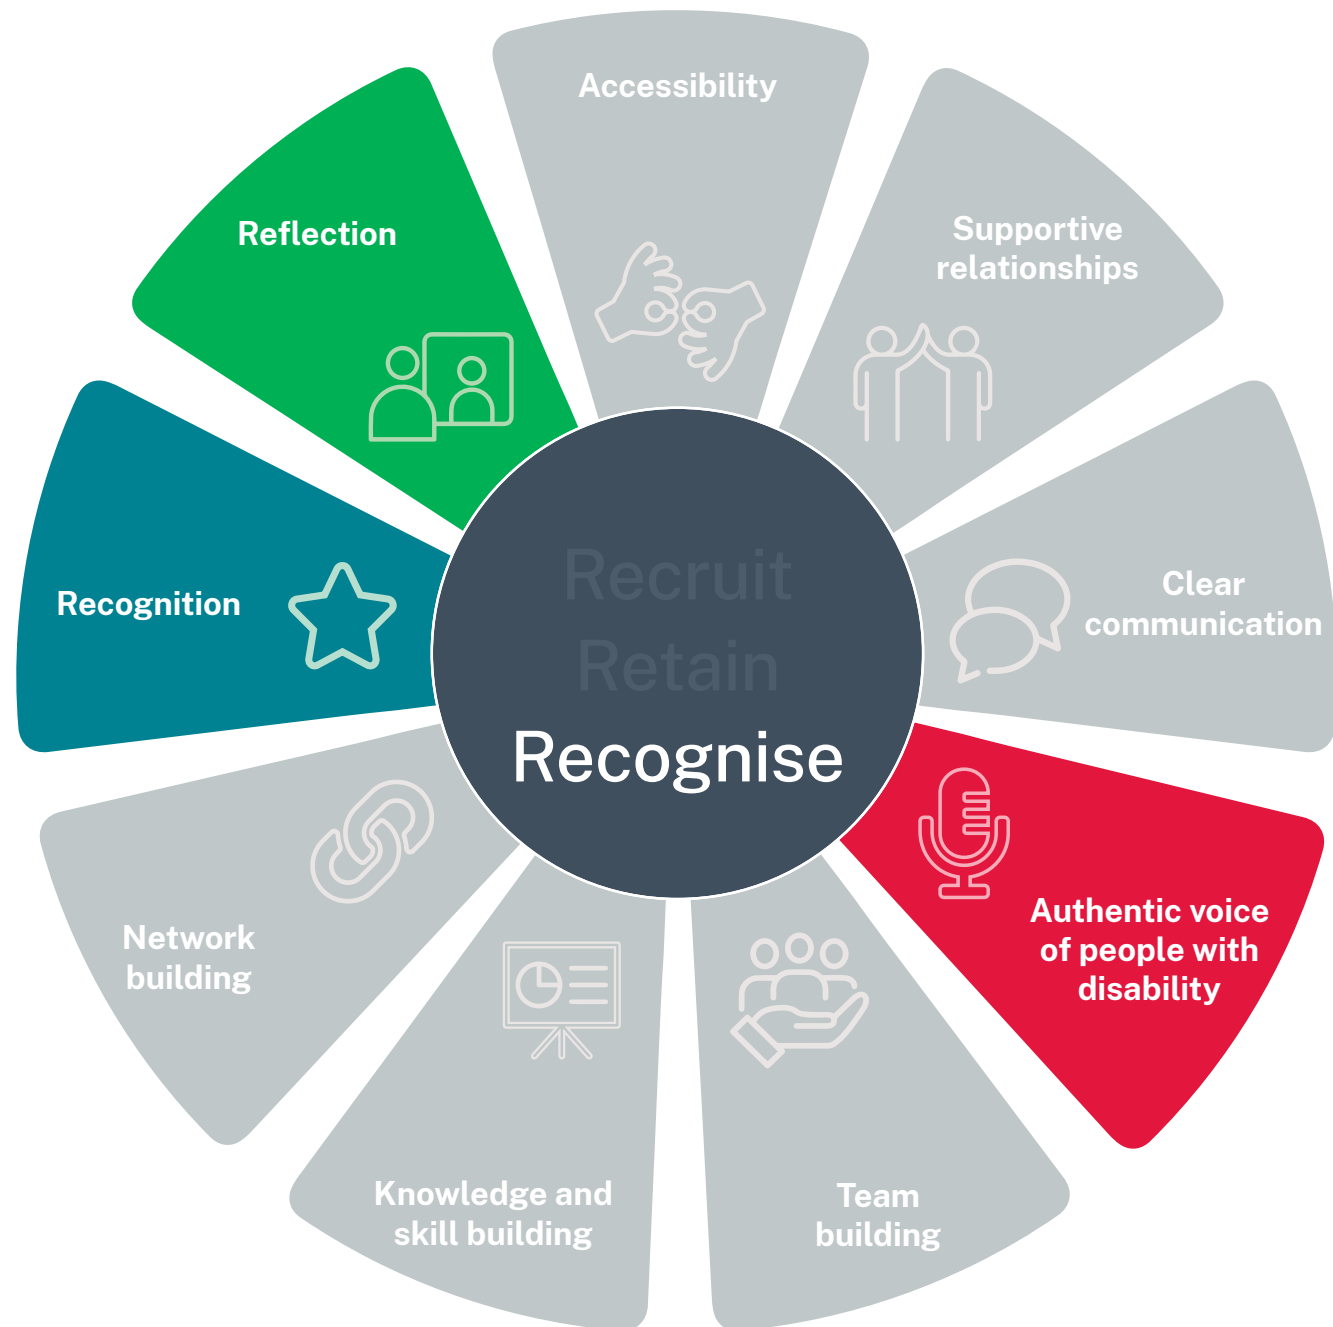 Accessibility
Supportive
relationships
Clear
communication
Authentic voice
of people with
disability
Team
building
Knowledge and
skill building
Network
building
Recognition
Reflection
Recruit
Retain
Recognise